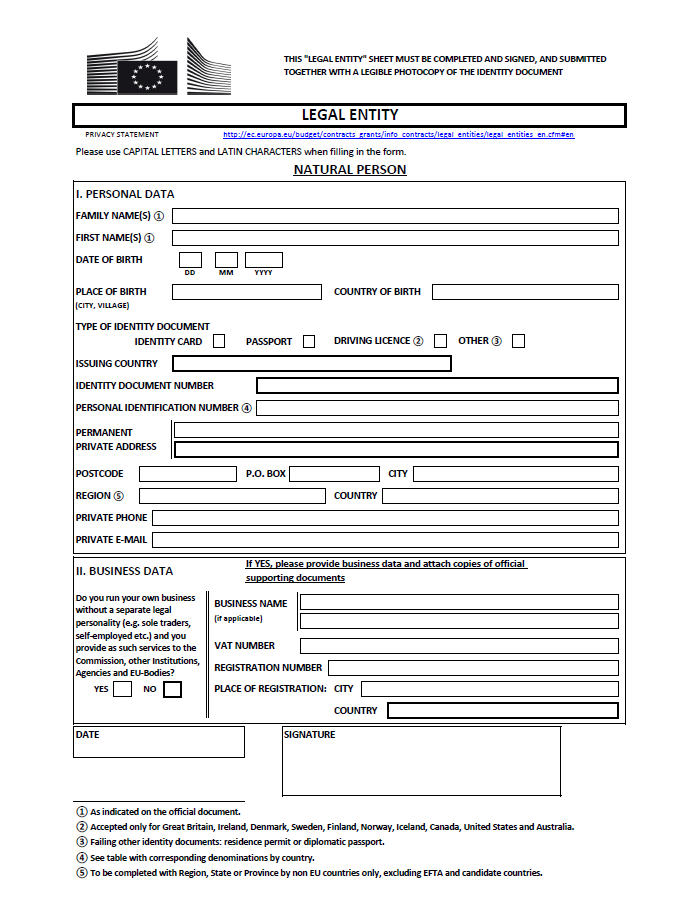 THIS "LEGAL ENTITY" SHEET MUST BE COMPLETED AND SIGNED, AND SUBMITTED
TOGETHER WITH A LEGIBLE PHOTOCOPY OF THE IDENTITY DOCUMENT
LEGAL ENTITY
PRIVACY STATEMENT http://ec.europa.eu/budget/contracts_grants/info_contracts/legal_entities/legal_entities_en.cfm#en
Please use CAPITAL LETTERS and LATIN CHARACTERS when filling in the form.
NATURAL PERSON
I. PERSONAL DATA
FAMILY NAME(S) ①
FIRST NAME(S) ①
DATE OF BIRTH
DD MM YYYY
PLACE OF BIRTH COUNTRY OF BIRTH
(CITY, VILLAGE)
TYPE OF IDENTITY DOCUMENT
IDENTITY CARD PASSPORT DRIVING LICENCE ② OTHER ③
ISSUING COUNTRY
IDENTITY DOCUMENT NUMBER
PERSONAL IDENTIFICATION NUMBER ④
PERMANENT
PRIVATE ADDRESS
POSTCODE P.O. BOX CITY
REGION ⑤ COUNTRY
PRIVATE PHONE
PRIVATE E-MAIL
II. BUSINESS DATA
If YES, please provide business data and attach copies of official
supporting documents
Do you run your own business
without a separate legal
personality (e.g. sole traders,
self-employed etc.) and you
provide as such services to the
Commission, other Institutions,
Agencies and EU-Bodies?
YES NO
BUSINESS NAME
(if applicable)
VAT NUMBER
REGISTRATION NUMBER
PLACE OF REGISTRATION: CITY
COUNTRY
DATE SIGNATURE
① As indicated on the official document.
② Accepted only for Great Britain, Ireland, Denmark, Sweden, Finland, Norway, Iceland, Canada, United States and Australia.
③ Failing other identity documents: residence permit or diplomatic passport.
④ See table with corresponding denominations by country.
⑤ To be completed with Region, State or Province by non EU countries only, excluding EFTA and candidate countries.